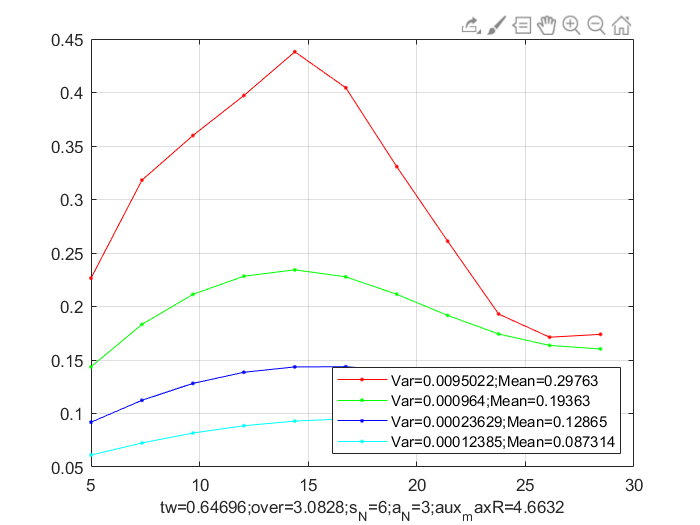 0.45
0.4
0.35
0.3
0.25
0.2
0.15
0.1
0.05
Var=0.0095022;Mean=0.29763
Var=0.000964;Mean=0.19363
Var=0.00023629;Mean=0.12865
Var=0.00012385;Mean=0.087314
5 10 15 20 25 30
tw=0.64696;over=3.0828;s_N=6;a_N=3;aux_maxR=4.6632